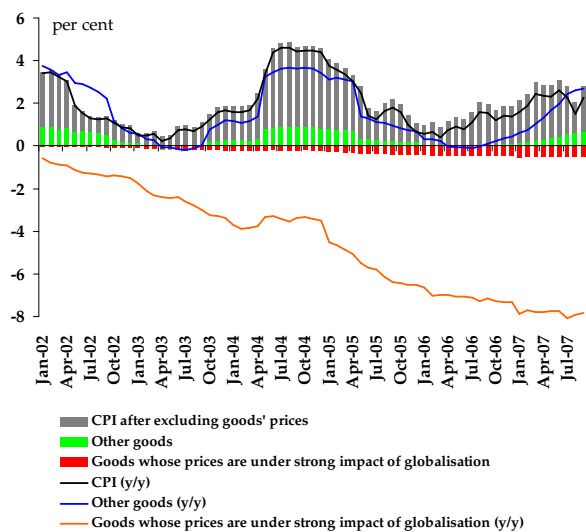 6
per cent
4
2
0
-2
-4
-6
-8
Jan-02
Apr-02
Jul-02
Oct-02
Jan-03
Apr-03
Jul-03
Oct-03
Jan-04
Apr-04
Jul-04
Oct-04
Jan-05
Apr-05
Jul-05
Oct-05
Jan-06
Apr-06
Jul-06
Oct-06
Jan-07
Apr-07
Jul-07
CPI after excluding goods' prices
Other goods
Goods whose prices are under strong impact of globalisation
CPI (y/y)
Other goods (y/y)
Goods whose prices are under strong impact of globalisation (y/y)